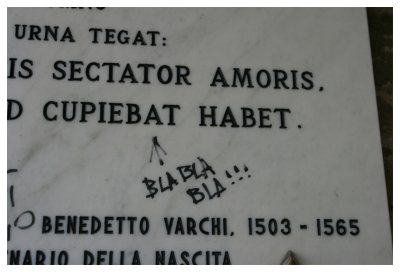 URNA TEGAT:
IS SECTATOR AMORIS,
D CUPIEBAT HABET.
BLA BLA
BLA!!!
BENEDETTO VARCHI, 1503-1565
NARIO DELLA NASCITA